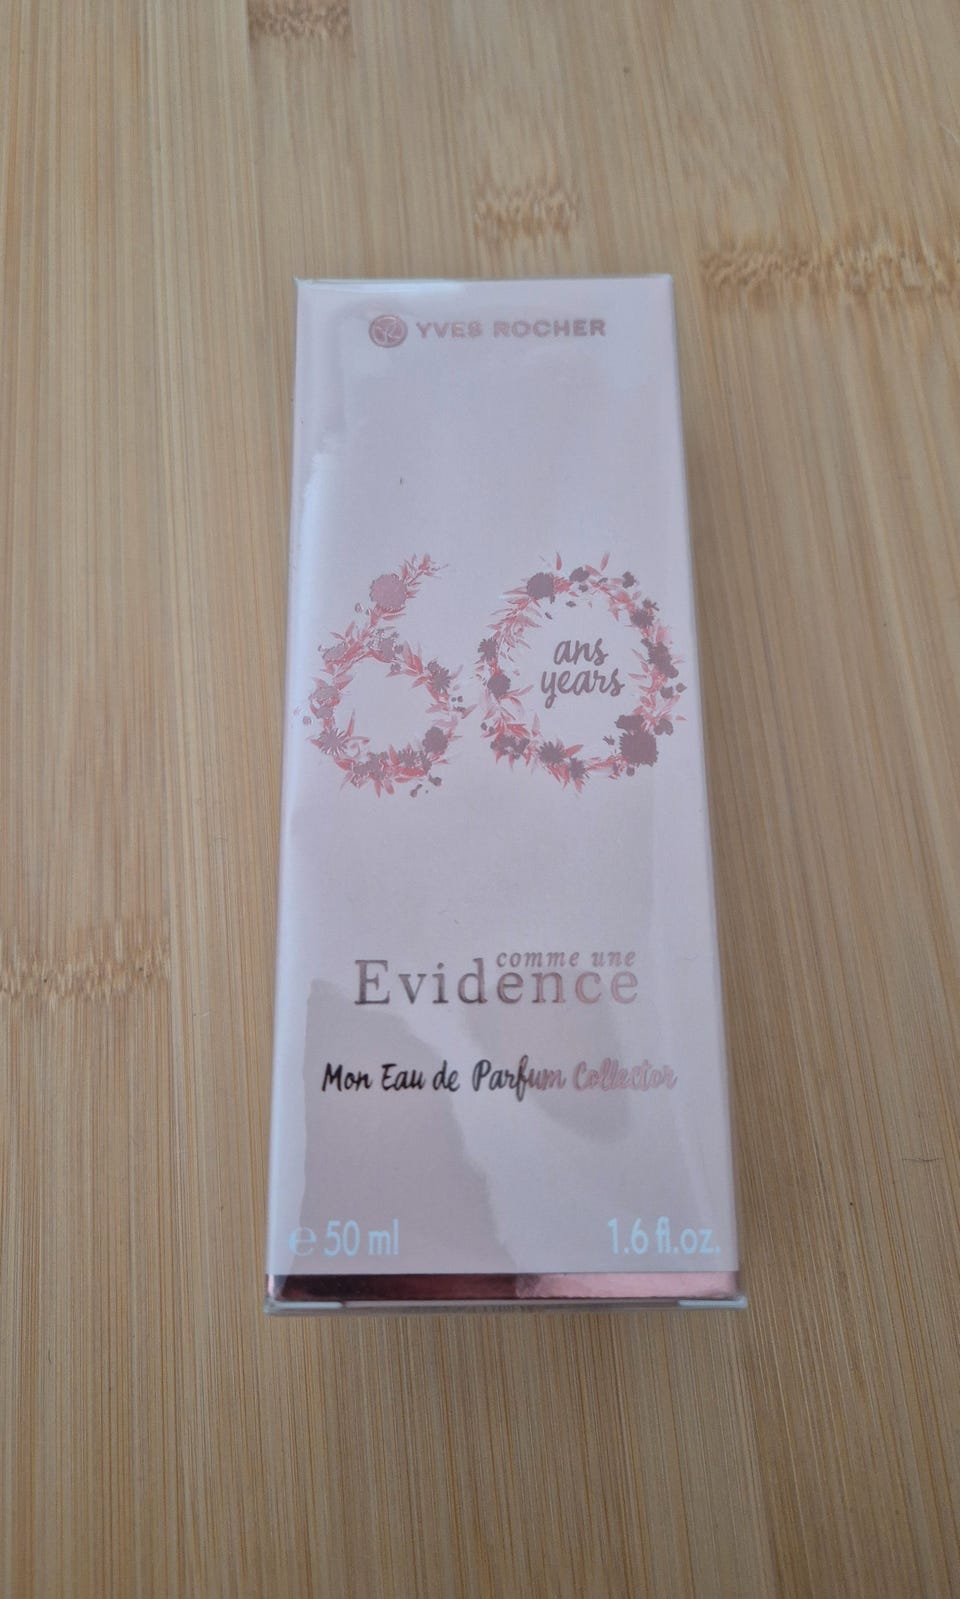 YVES ROCHER
60
ans
years
comme une
Evidence
Mon Eau de Parfum Collector
e 50 ml
1.6 fl.oz.